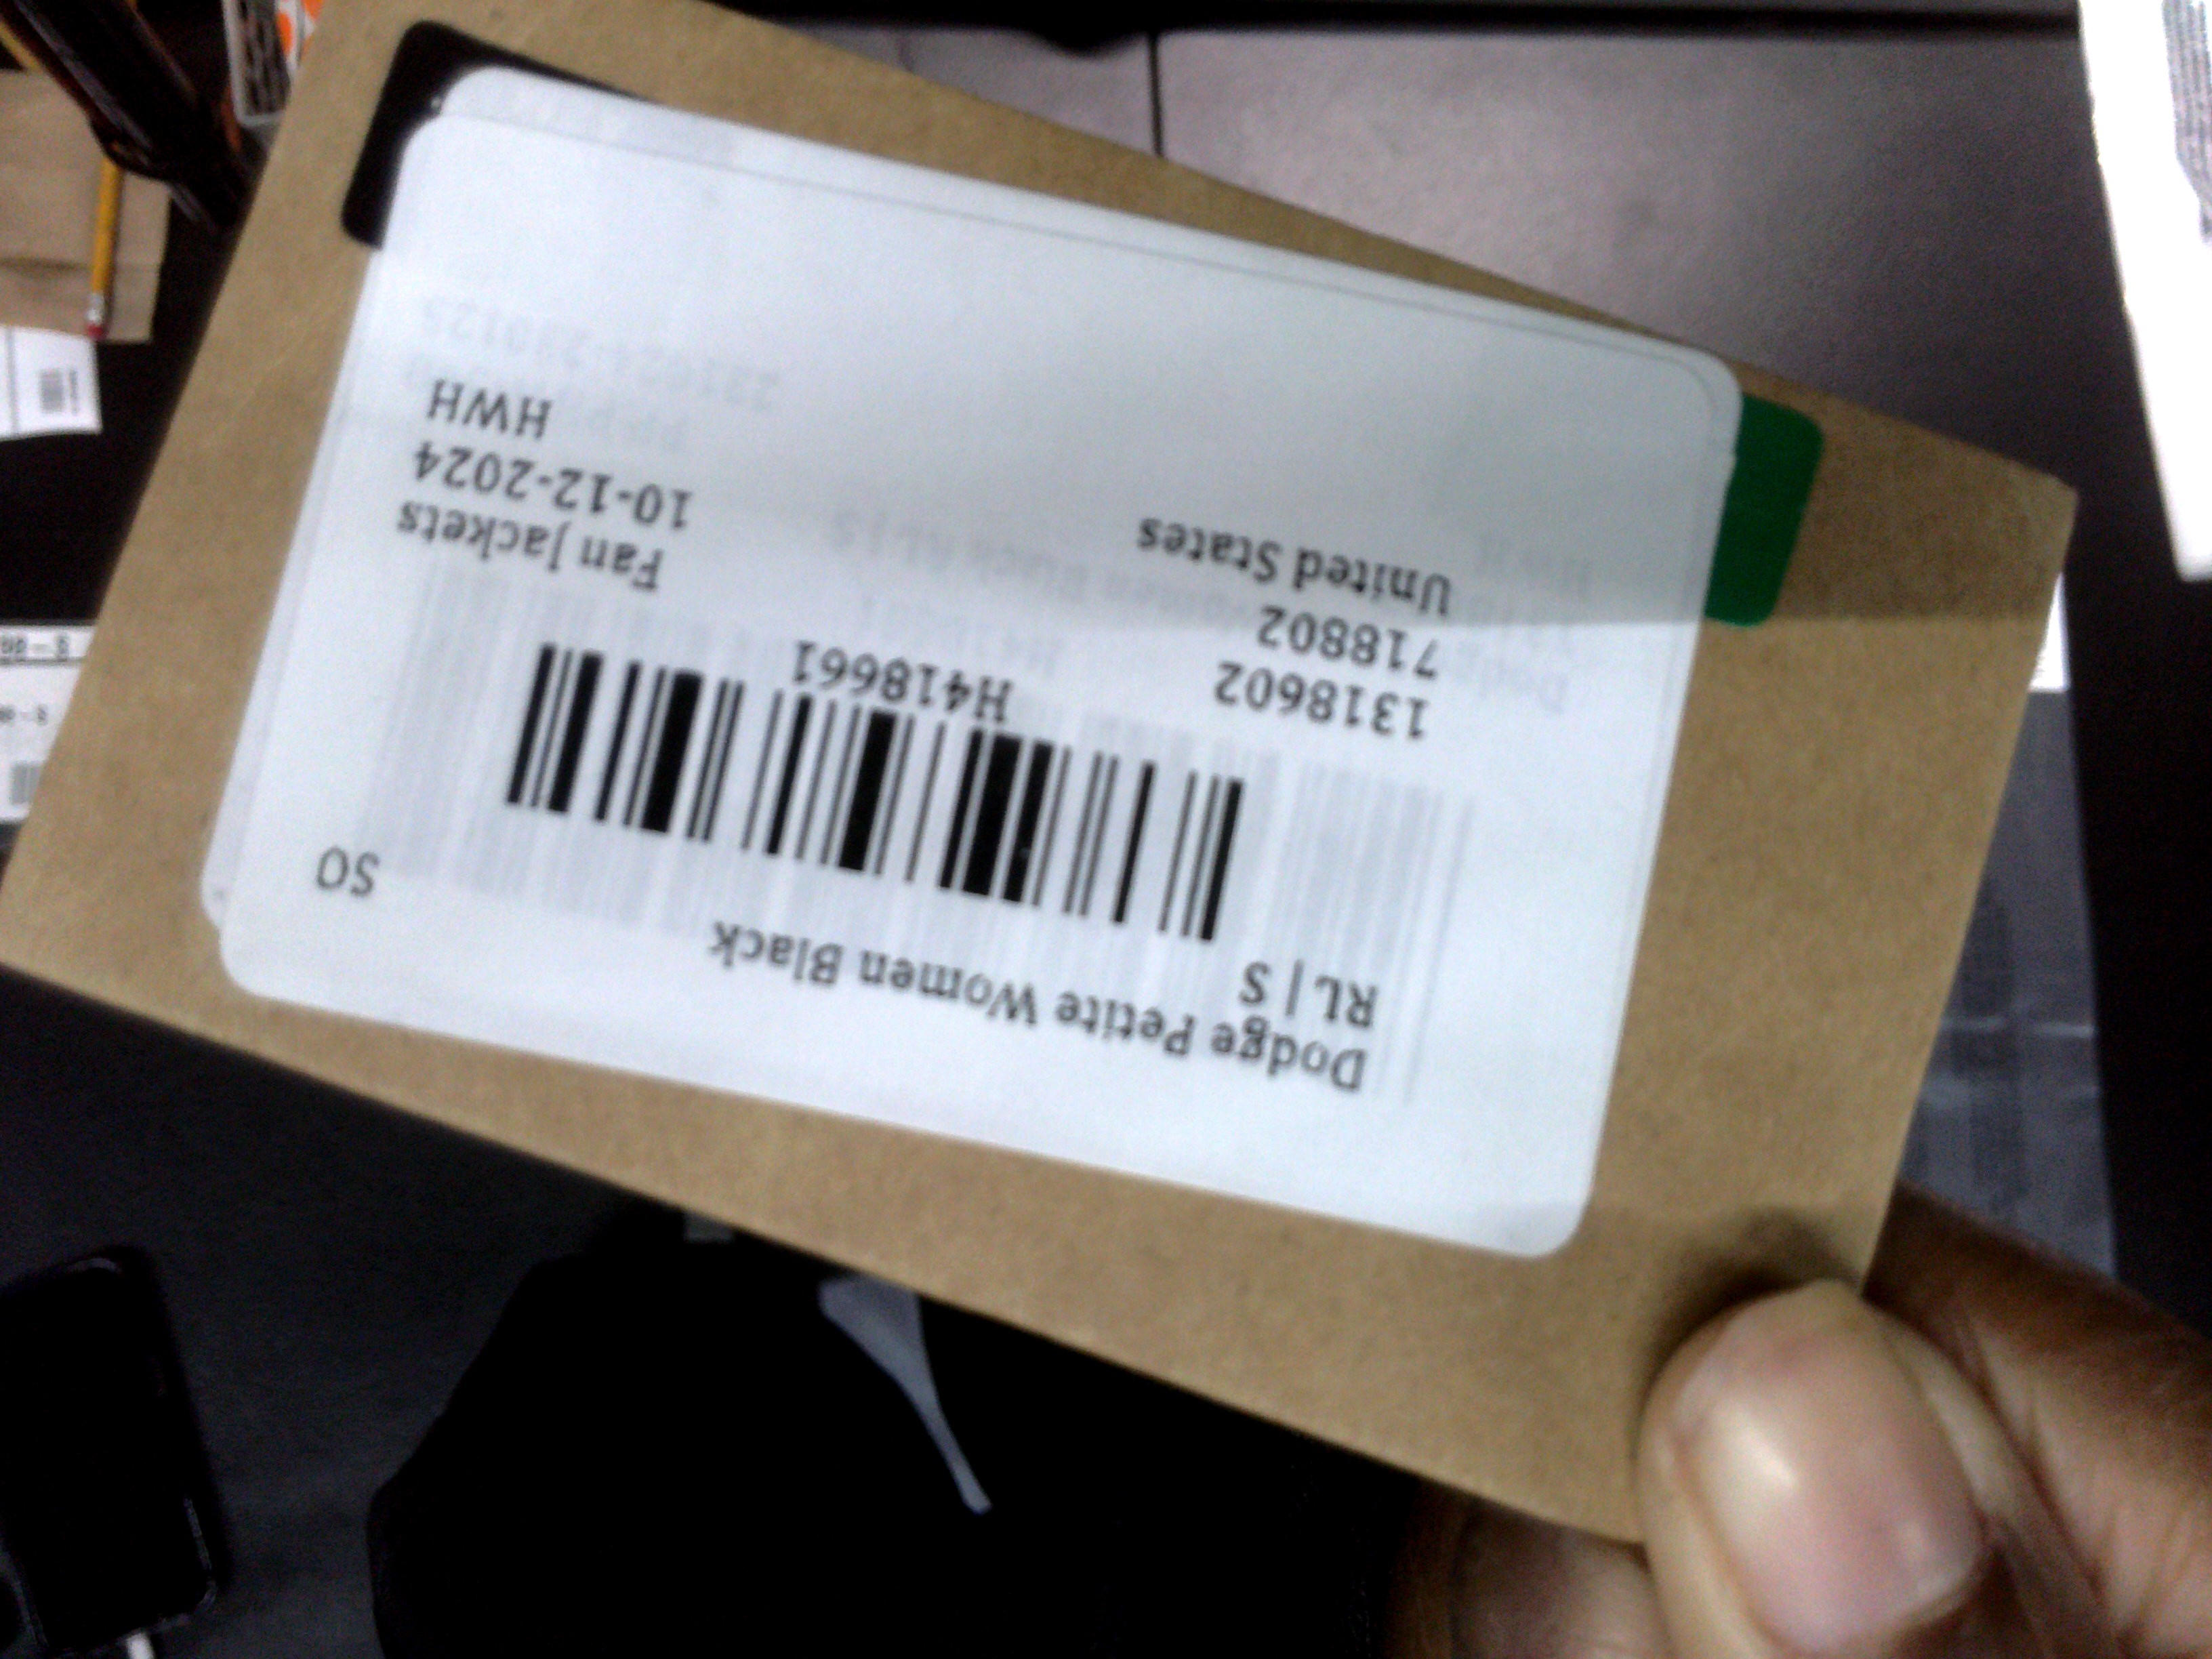 Dodge Petite Women Black
RL | S
SO
H418661
1318602
718802
United States
Fan Jackets
10-12-2024
HWH